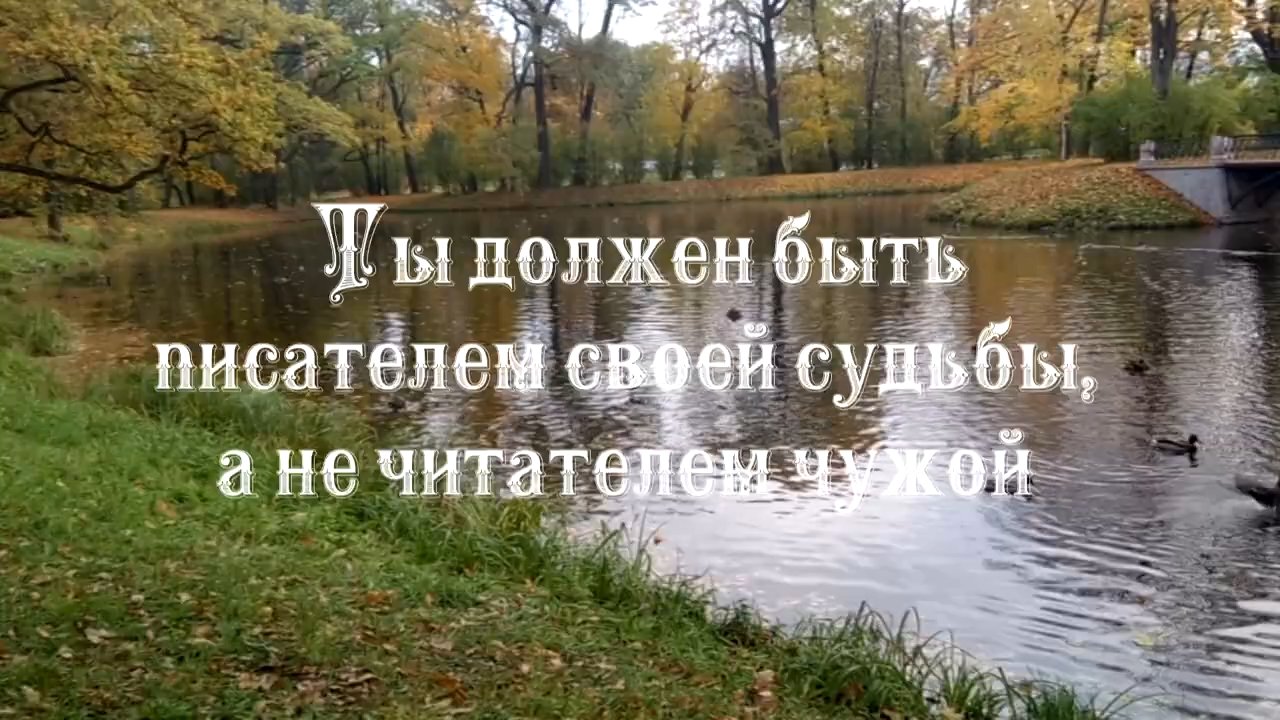 Ты должен быть
писателем своей судьбы,
а не читателем чужой